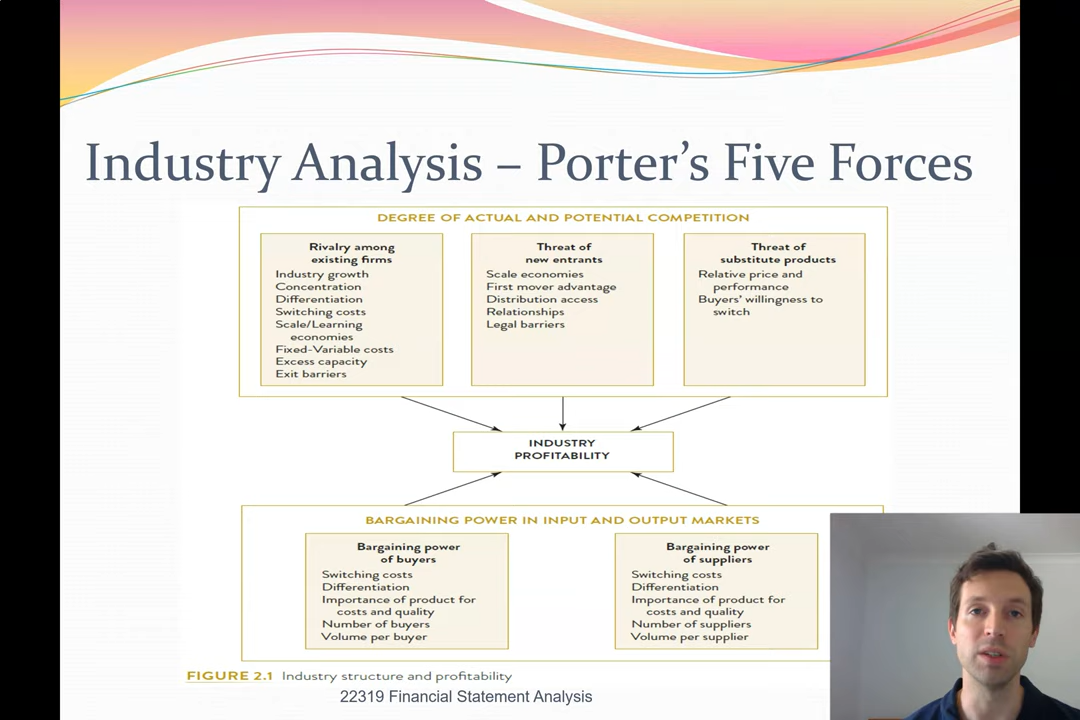 Industry Analysis – Porter's Five Forces
DEGREE OF ACTUAL AND POTENTIAL COMPETITION
Rivalry among
existing firms
Industry growth
Concentration
Differentiation
Switching costs
Scale/Learning
economies
Fixed-Variable costs
Excess capacity
Exit barriers
Threat of
new entrants
Scale economies
First mover advantage
Distribution access
Relationships
Legal barriers
Threat of
substitute products
Relative price and
performance
Buyers' willingness to
switch
INDUSTRY
PROFITABILITY
BARGAINING POWER IN INPUT AND OUTPUT MARKETS
Bargaining power
of buyers
Switching costs
Differentiation
Importance of product for
costs and quality
Number of buyers
Volume per buyer
Bargaining power
of suppliers
Switching costs
Differentiation
Importance of product for
costs and quality
Number of suppliers
Volume per supplier
FIGURE 2.1 Industry structure and profitability
22319 Financial Statement Analysis